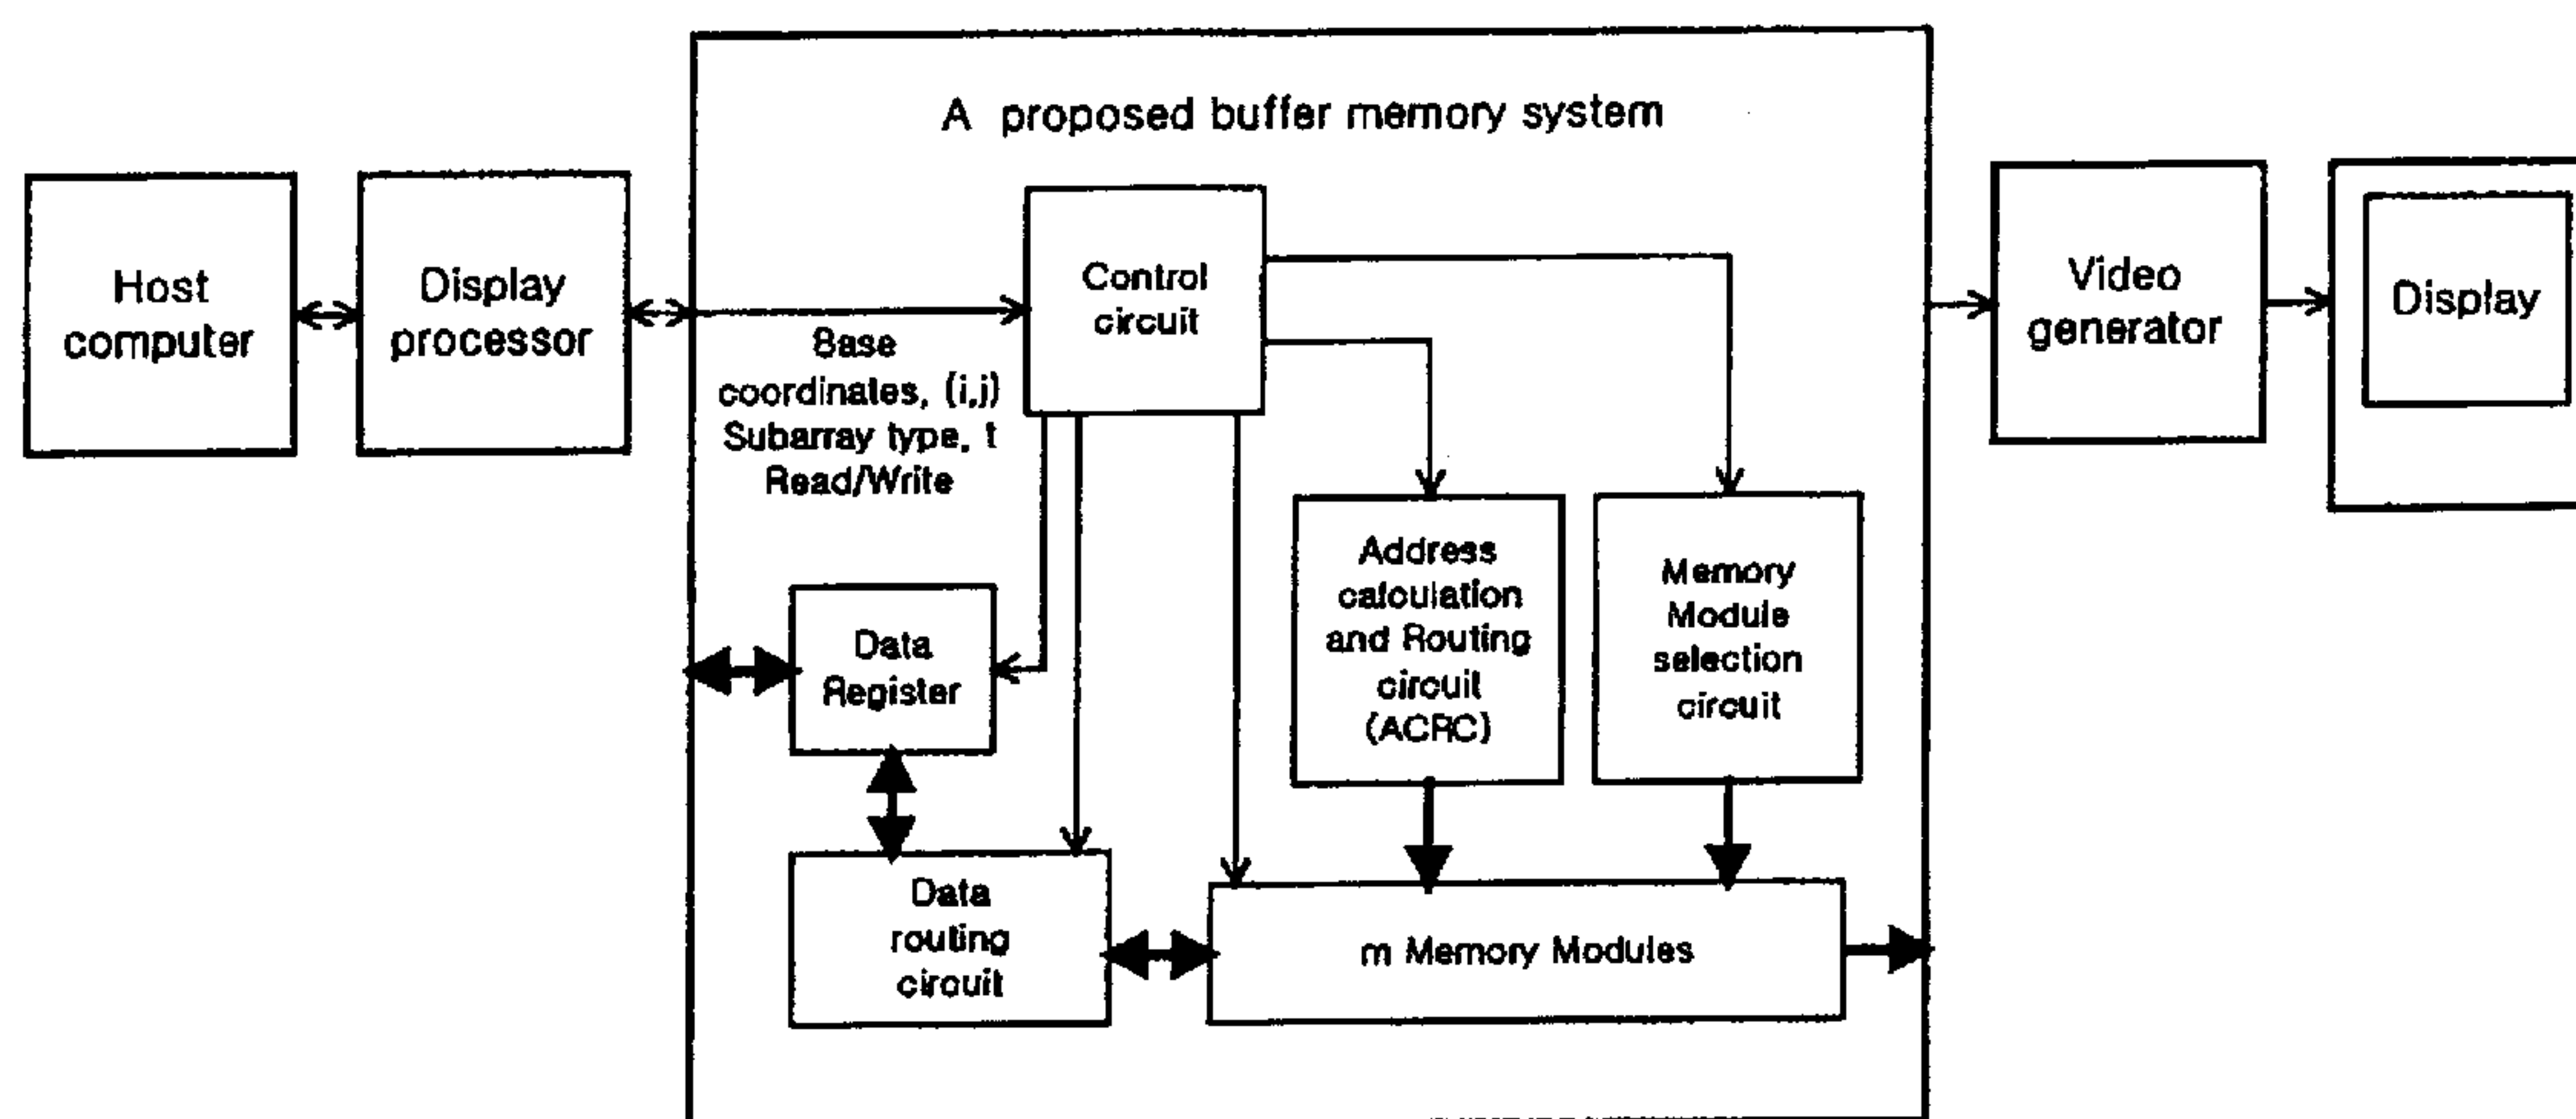 A proposed buffer memory system
Host
computer
Display
processor
Base
coordinates, (i,j)
Subarray type, t
Read/Write
Control
circuit
Data
Register
Data
routing
circuit
Address
calculation
and Routing
circuit
(ACRC)
Memory
Module
selection
circuit
m Memory Modules
Video
generator
Display